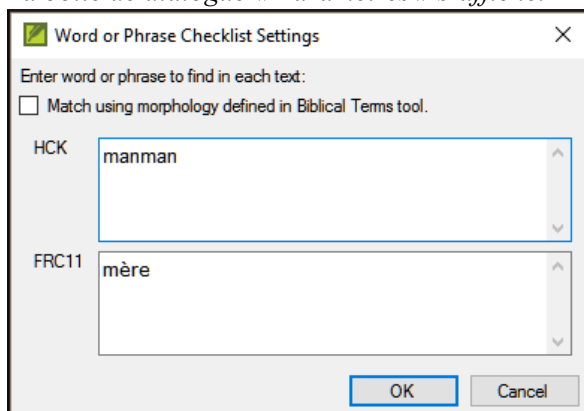 Word or Phrase Checklist Settings
Enter word or phrase to find in each text:
Match using morphology defined in Biblical Terms tool.
HCK
manman
FRC11
mère
OK Cancel